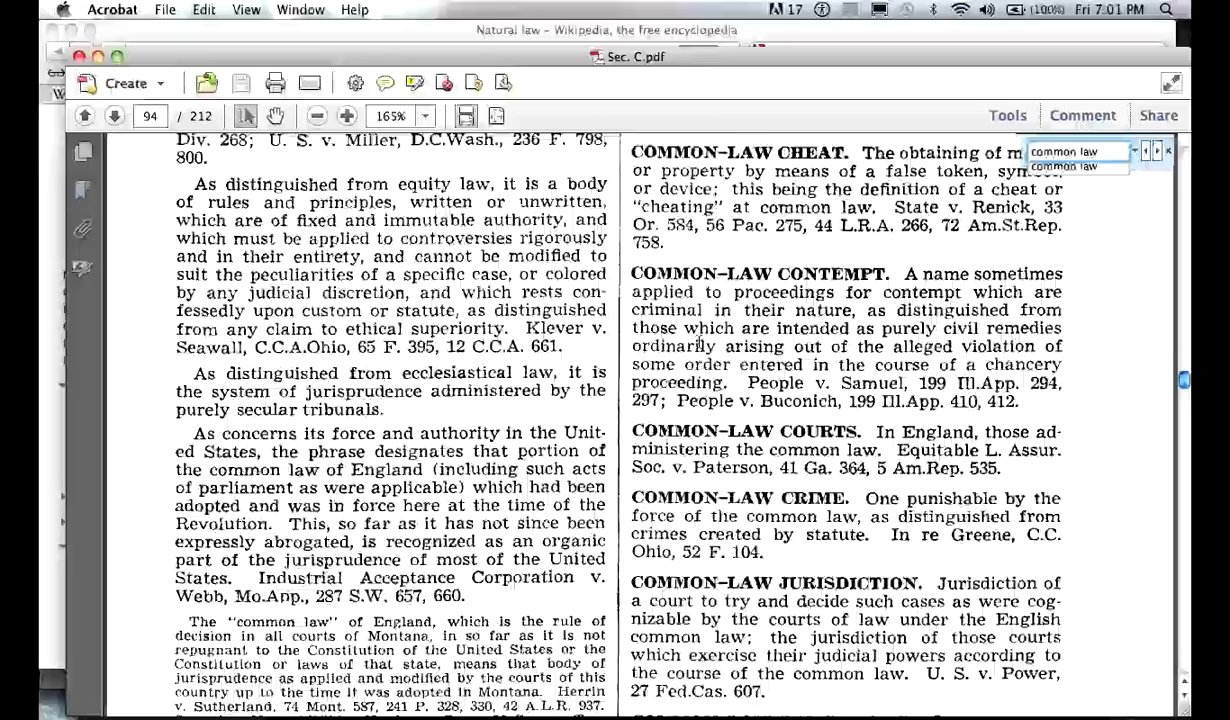 Acrobat File Edit View Window Help
17 (100%) Fri 7:01 PM
Natural law – Wikipedia, the free encyclopedia
Sec. C.pdf
Create
94 / 212 165% Tools Comment Share
common law
common law
Div. 268; U. S. v. Miller, D.C.Wash., 236 F. 798,
800.
As distinguished from equity law, it is a body
of rules and principles, written or unwritten,
which are of fixed and immutable authority, and
which must be applied to controversies rigorously
and in their entirety, and cannot be modified to
suit the peculiarities of a specific case, or colored
by any judicial discretion, and which rests con-
fessedly upon custom or statute, as distinguished
from any claim to ethical superiority. Klever v.
Seawall, C.C.A.Ohio, 65 F. 395, 12 C.C.A. 661.
As distinguished from ecclesiastical law, it is
the system of jurisprudence administered by the
purely secular tribunals.
As concerns its force and authority in the Unit-
ed States, the phrase designates that portion of
the common law of England (including such acts
of parliament as were applicable) which had been
adopted and was in force here at the time of the
Revolution. This, so far as it has not since been
expressly abrogated, is recognized as an organic
part of the jurisprudence of most of the United
States. Industrial Acceptance Corporation v.
Webb, Mo.App., 287 S.W. 657, 660.
The "common law" of England, which is the rule of
decision in all courts of Montana, in so far as it is not
repugnant to the Constitution of the United States or the
Constitution or laws of that state, means that body of
jurisprudence as applied and modified by the courts of this
country up to the time it was adopted in Montana. Herrin
v. Sutherland, 74 Mont. 587, 241 P. 328, 330, 42 A.L.R. 937.
COMMON–LAW CHEAT. The obtaining of m
or property by means of a false token, sym
or device; this being the definition of a cheat or
"cheating" at common law. State v. Renick, 33
Or. 584, 56 Pac. 275, 44 L.R.A. 266, 72 Am.St.Rep.
758.
COMMON–LAW CONTEMPT. A name sometimes
applied to proceedings for contempt which are
criminal in their nature, as distinguished from
those which are intended as purely civil remedies
ordinarily arising out of the alleged violation of
some order entered in the course of a chancery
proceeding. People v. Samuel, 199 Ill.App. 294,
297; People v. Buconich, 199 Ill.App. 410, 412.
COMMON–LAW COURTS. In England, those ad-
ministering the common law. Equitable L. Assur.
Soc. v. Paterson, 41 Ga. 364, 5 Am.Rep. 535.
COMMON–LAW CRIME. One punishable by the
force of the common law, as distinguished from
crimes created by statute. In re Greene, C.C.
Ohio, 52 F. 104.
COMMON–LAW JURISDICTION. Jurisdiction of
a court to try and decide such cases as were cog-
nizable by the courts of law under the English
common law; the jurisdiction of those courts
which exercise their judicial powers according to
the course of the common law. U. S. v. Power,
27 Fed.Cas. 607.